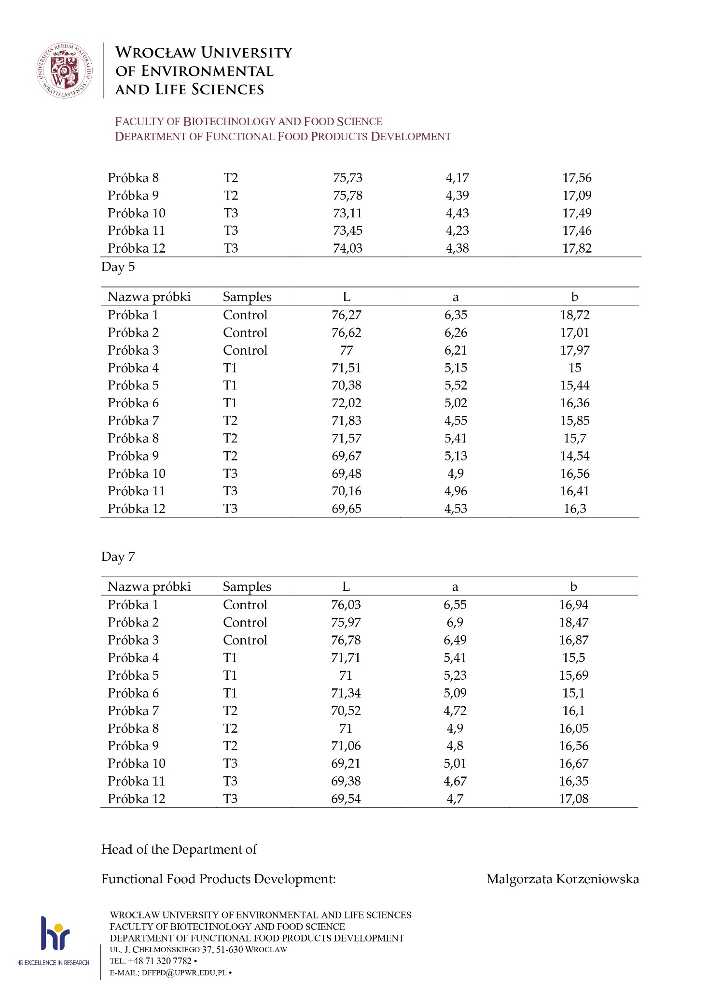 UNIVERSITAS RERUM NATURALIUM · WRATISLAVIENSIS ·
W
WROCŁAW UNIVERSITY
OF ENVIRONMENTAL
AND LIFE SCIENCES
FACULTY OF BIOTECHNOLOGY AND FOOD SCIENCE
DEPARTMENT OF FUNCTIONAL FOOD PRODUCTS DEVELOPMENT
Próbka 8 T2 75,73 4,17 17,56
Próbka 9 T2 75,78 4,39 17,09
Próbka 10 T3 73,11 4,43 17,49
Próbka 11 T3 73,45 4,23 17,46
Próbka 12 T3 74,03 4,38 17,82
Day 5
Nazwa próbki Samples L a b
Próbka 1 Control 76,27 6,35 18,72
Próbka 2 Control 76,62 6,26 17,01
Próbka 3 Control 77 6,21 17,97
Próbka 4 T1 71,51 5,15 15
Próbka 5 T1 70,38 5,52 15,44
Próbka 6 T1 72,02 5,02 16,36
Próbka 7 T2 71,83 4,55 15,85
Próbka 8 T2 71,57 5,41 15,7
Próbka 9 T2 69,67 5,13 14,54
Próbka 10 T3 69,48 4,9 16,56
Próbka 11 T3 70,16 4,96 16,41
Próbka 12 T3 69,65 4,53 16,3
Day 7
Nazwa próbki Samples L a b
Próbka 1 Control 76,03 6,55 16,94
Próbka 2 Control 75,97 6,9 18,47
Próbka 3 Control 76,78 6,49 16,87
Próbka 4 T1 71,71 5,41 15,5
Próbka 5 T1 71 5,23 15,69
Próbka 6 T1 71,34 5,09 15,1
Próbka 7 T2 70,52 4,72 16,1
Próbka 8 T2 71 4,9 16,05
Próbka 9 T2 71,06 4,8 16,56
Próbka 10 T3 69,21 5,01 16,67
Próbka 11 T3 69,38 4,67 16,35
Próbka 12 T3 69,54 4,7 17,08
Head of the Department of
Functional Food Products Development: Malgorzata Korzeniowska
hr
HR EXCELLENCE IN RESEARCH
WROCŁAW UNIVERSITY OF ENVIRONMENTAL AND LIFE SCIENCES
FACULTY OF BIOTECHNOLOGY AND FOOD SCIENCE
DEPARTMENT OF FUNCTIONAL FOOD PRODUCTS DEVELOPMENT
UL. J. CHEŁMOŃSKIEGO 37, 51-630 WROCŁAW
TEL. +48 71 320 7782 •
E-MAIL: DFFPD@UPWR.EDU.PL •